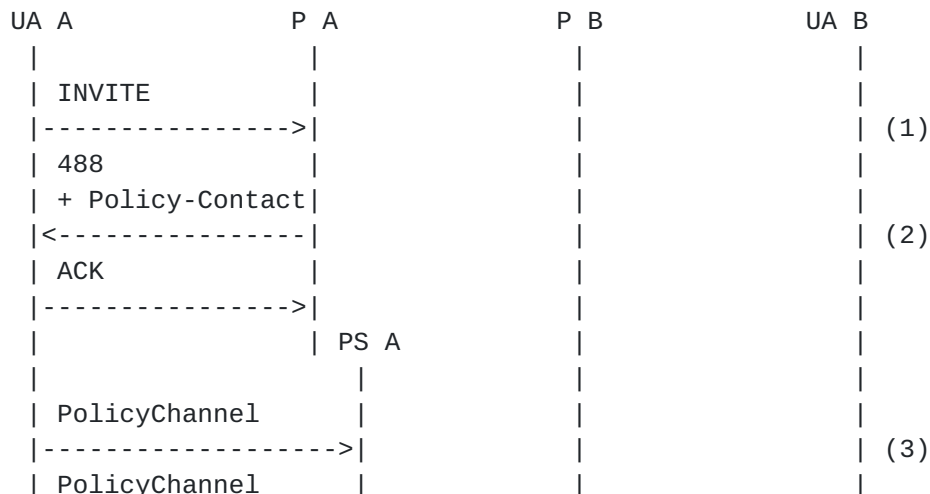 UA A P A P B UA B
| | | |
| INVITE | | |
|---------------->| | | (1)
| 488 | | |
| + Policy-Contact| | |
|<----------------| | | (2)
| ACK | | |
|---------------->| | |
| | PS A | |
| | | |
| PolicyChannel | | |
|------------------->| | | (3)
| PolicyChannel | | |